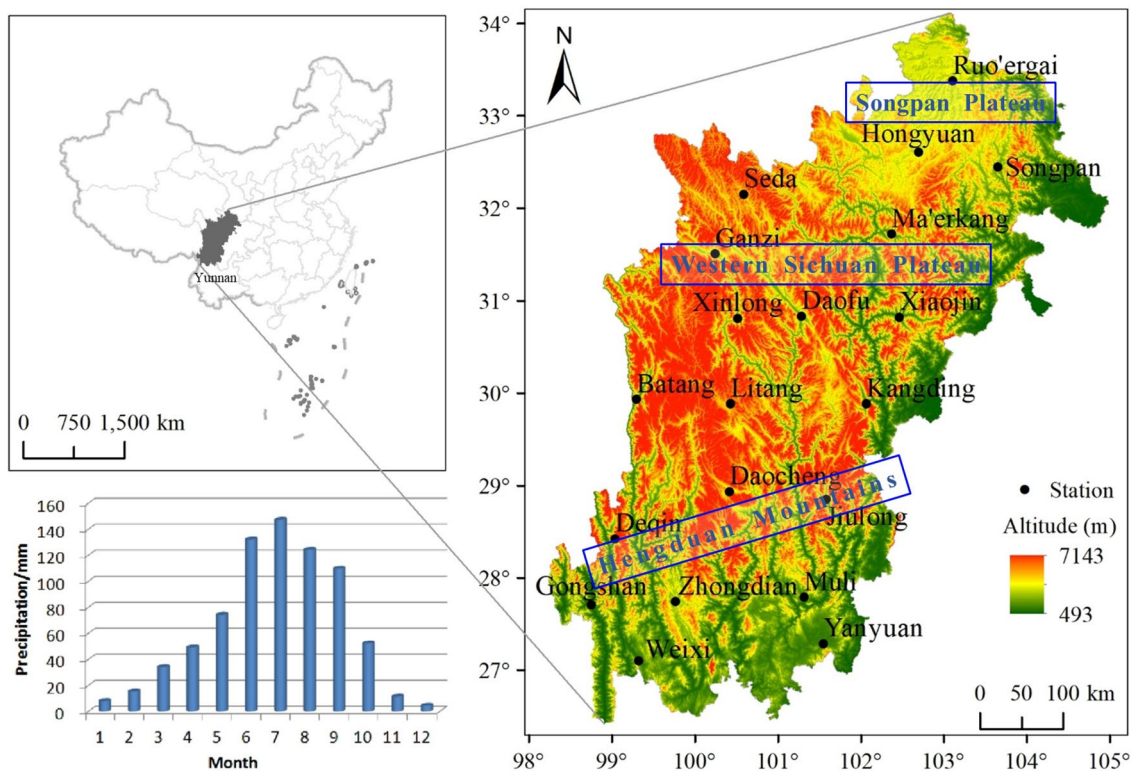 Yunnan
0 750 1,500 km
160
140
120
100
80
60
40
20
0
Precipitation/mm
1 2 3 4 5 6 7 8 9 10 11 12
Month
N
34°
33°
32°
31°
30°
29°
28°
27°
Ruo'ergai
Songpan Plateau
Hongyuan
Songpan
Seda
Ma'erkang
Ganzi
Western Sichuan Plateau
Xinlong
Daofu
Xiaojin
Batang
Litang
Kangding
Daocheng
Hengduan Mountains
Jiulong
Deqin
Gongshan
Zhongdian
Muli
Yanyuan
Weixi
Station
Altitude (m)
7143
493
0 50 100 km
98° 99° 100° 101° 102° 103° 104° 105°